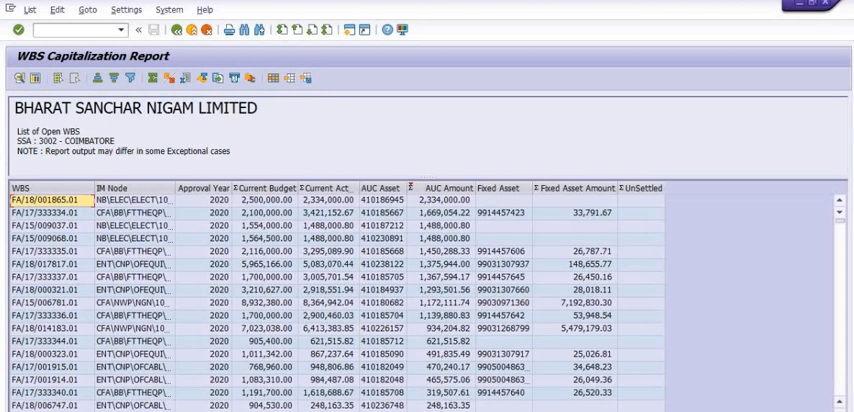 List Edit Goto Settings System Help
WBS Capitalization Report
BHARAT SANCHAR NIGAM LIMITED
List of Open WBS
SSA : 3002 - COIMBATORE
NOTE : Report output may differ in some Exceptional cases
WBS IM Node Approval Year Σ Current Budget Σ Current Act_ AUC Asset Σ AUC Amount Fixed Asset Σ Fixed Asset Amount Σ UnSettled
FA/18/001865.01 NB\ELEC\ELECT\10_ 2020 2,500,000.00 2,334,000.00 410186945 2,334,000.00
FA/17/333334.01 CFA\BB\FTTHEQP\_ 2020 2,100,000.00 3,421,152.67 410185667 1,669,054.22 9914457423 33,791.67
FA/15/009037.01 NB\ELEC\ELECT\10_ 2020 1,554,000.00 1,488,000.80 410187212 1,488,000.80
FA/15/009068.01 NB\ELEC\ELECT\10_ 2020 1,564,500.00 1,488,000.80 410230891 1,488,000.80
FA/17/333335.01 CFA\BB\FTTHEQP\_ 2020 2,116,000.00 3,295,089.90 410185668 1,450,288.33 9914457606 26,787.71
FA/18/017817.01 ENT\CNP\OFEQUI\_ 2020 5,965,166.00 5,083,070.44 410238122 1,375,944.00 99031307937 148,655.77
FA/17/333337.01 CFA\BB\FTTHEQP\_ 2020 1,700,000.00 3,005,701.54 410185705 1,367,594.17 9914457645 26,450.16
FA/18/000321.01 ENT\CNP\OFEQUI\_ 2020 3,210,627.00 2,918,551.94 410184937 1,293,501.56 99031307660 28,018.11
FA/15/006781.01 CFA\NWP\NGN\10_ 2020 8,932,380.00 8,364,942.04 410180682 1,172,111.74 99030971360 7,192,830.30
FA/17/333336.01 CFA\BB\FTTHEQP\_ 2020 1,700,000.00 2,900,460.03 410185704 1,139,880.83 9914457642 53,948.54
FA/18/014183.01 CFA\NWP\NGN\10_ 2020 7,023,038.00 6,413,383.85 410226157 934,204.82 99031268799 5,479,179.03
FA/17/333344.01 CFA\BB\FTTHEQP\_ 2020 905,400.00 621,515.82 410185712 621,515.82
FA/18/000323.01 ENT\CNP\OFEQUI\_ 2020 1,011,342.00 867,237.64 410185090 491,835.49 99031307917 25,026.81
FA/17/001915.01 ENT\CNP\OFCABL\_ 2020 768,960.00 948,806.86 410182049 470,240.17 9905004863_ 34,648.23
FA/17/001914.01 ENT\CNP\OFCABL\_ 2020 1,083,310.00 984,487.08 410182048 465,575.06 9905004863_ 26,049.36
FA/17/333340.01 CFA\BB\FTTHEQP\_ 2020 1,191,700.00 1,618,688.67 410185708 319,507.61 9914457640 26,520.33
FA/18/006747.01 ENT\CNP\OFCABL\_ 2020 904,530.00 248,163.35 410236748 248,163.35